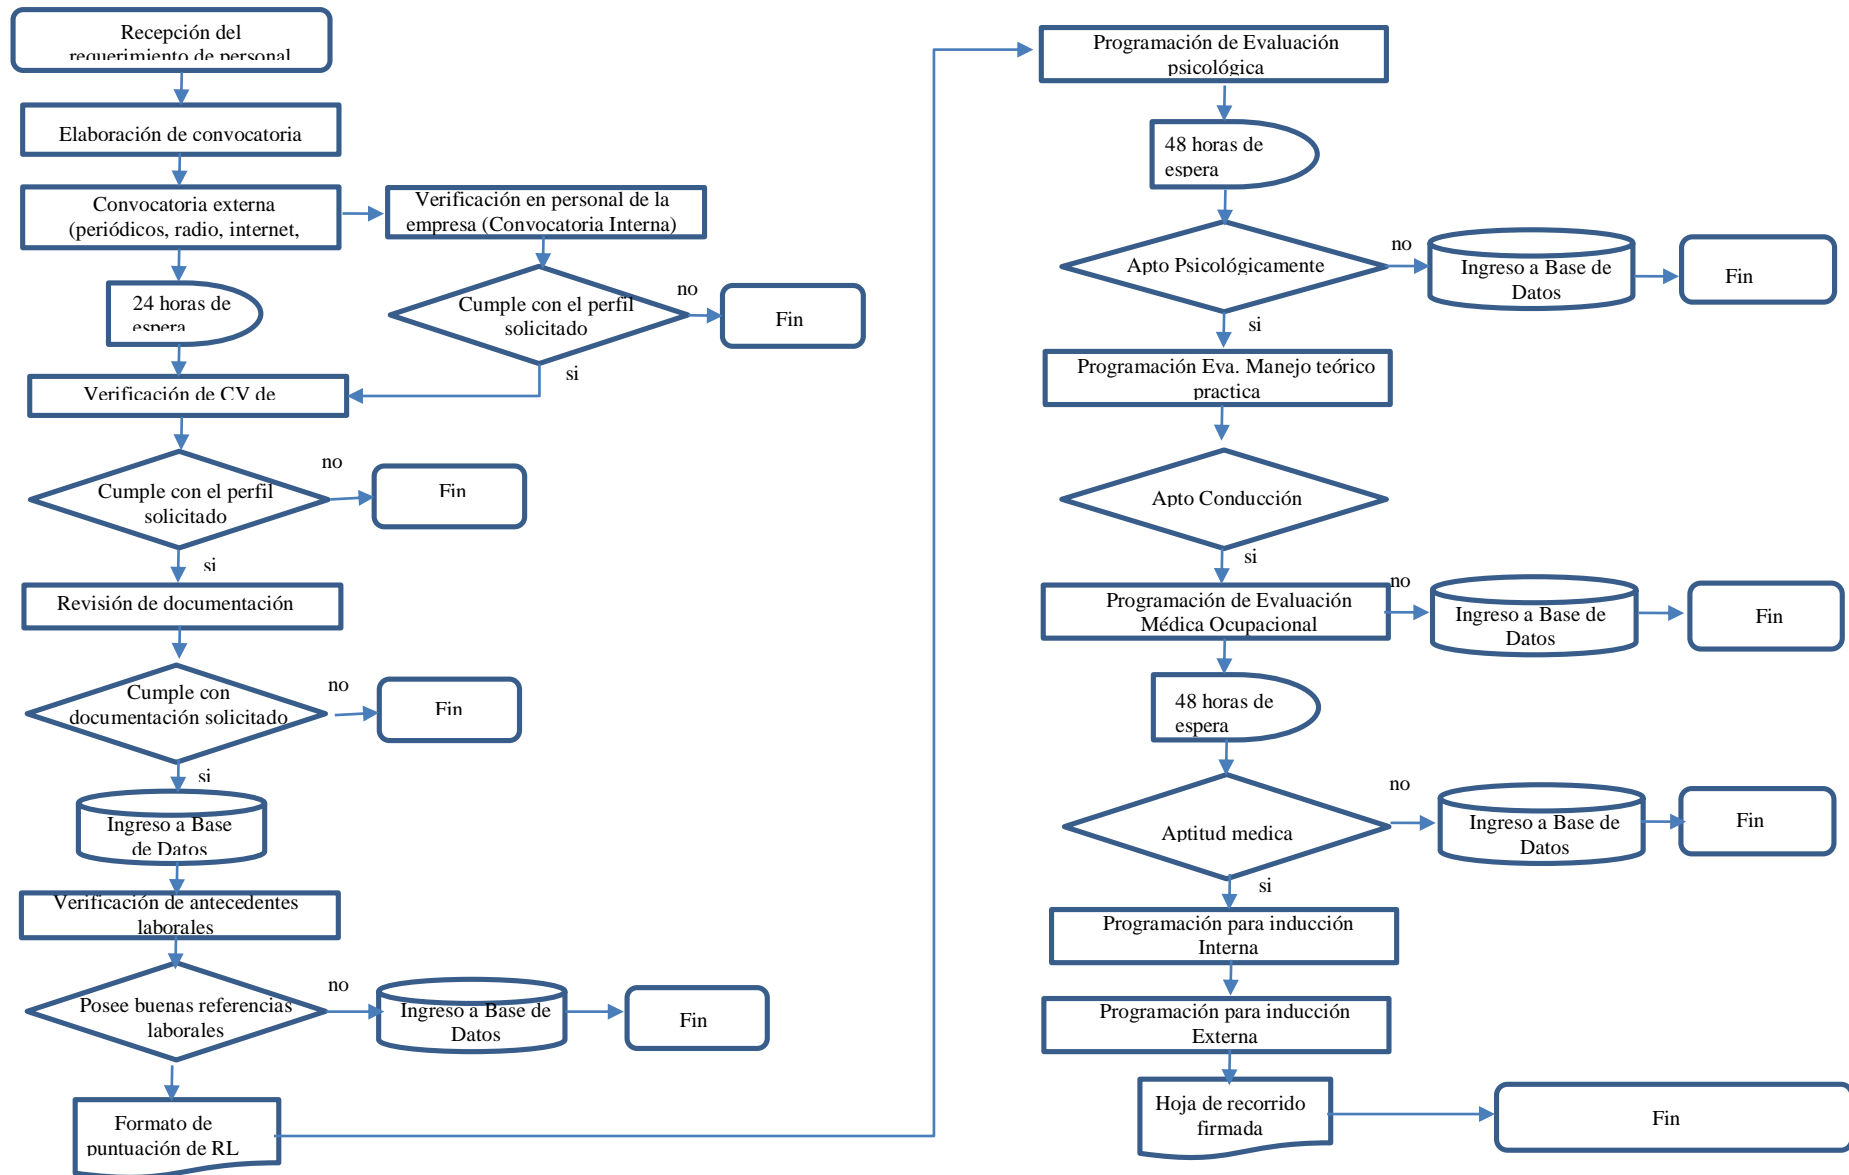 Recepción del
requerimiento de personal
Elaboración de convocatoria
Convocatoria externa
(periódicos, radio, internet,
Verificación en personal de la
empresa (Convocatoria Interna)
24 horas de
espera
Cumple con el perfil
solicitado
no
Fin
si
Verificación de CV de
Cumple con el perfil
solicitado
no
Fin
si
Revisión de documentación
Cumple con
documentación solicitado
no
Fin
si
Ingreso a Base
de Datos
Verificación de antecedentes
laborales
Posee buenas referencias
laborales
no
Ingreso a Base de
Datos
Fin
Formato de
puntuación de RL
Programación de Evaluación
psicológica
48 horas de
espera
Apto Psicológicamente
no
Ingreso a Base de
Datos
Fin
si
Programación Eva. Manejo teórico
practica
Apto Conducción
si
Programación de Evaluación
Médica Ocupacional
no
Ingreso a Base de
Datos
Fin
48 horas de
espera
Aptitud medica
no
Ingreso a Base de
Datos
Fin
si
Programación para inducción
Interna
Programación para inducción
Externa
Hoja de recorrido
firmada
Fin